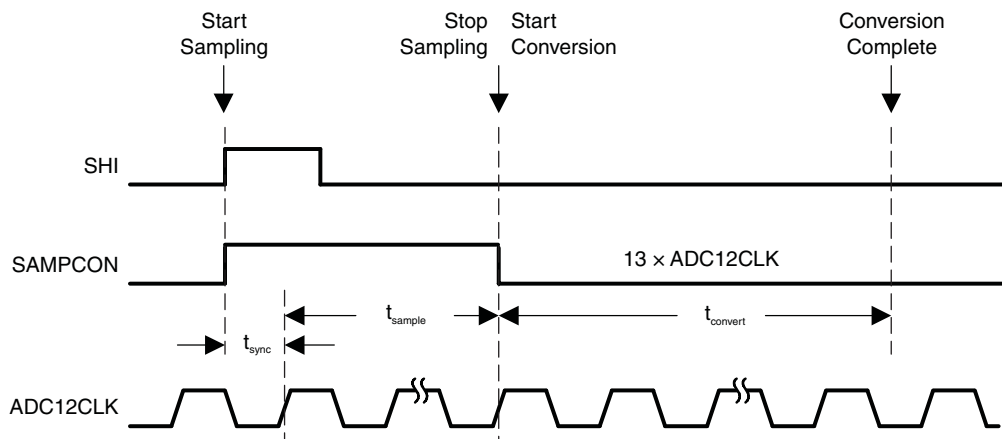 Start
Sampling
Stop
Sampling
Start
Conversion
Conversion
Complete
SHI
SAMPCON
13 × ADC12CLK
tsample
tconvert
tsync
ADC12CLK